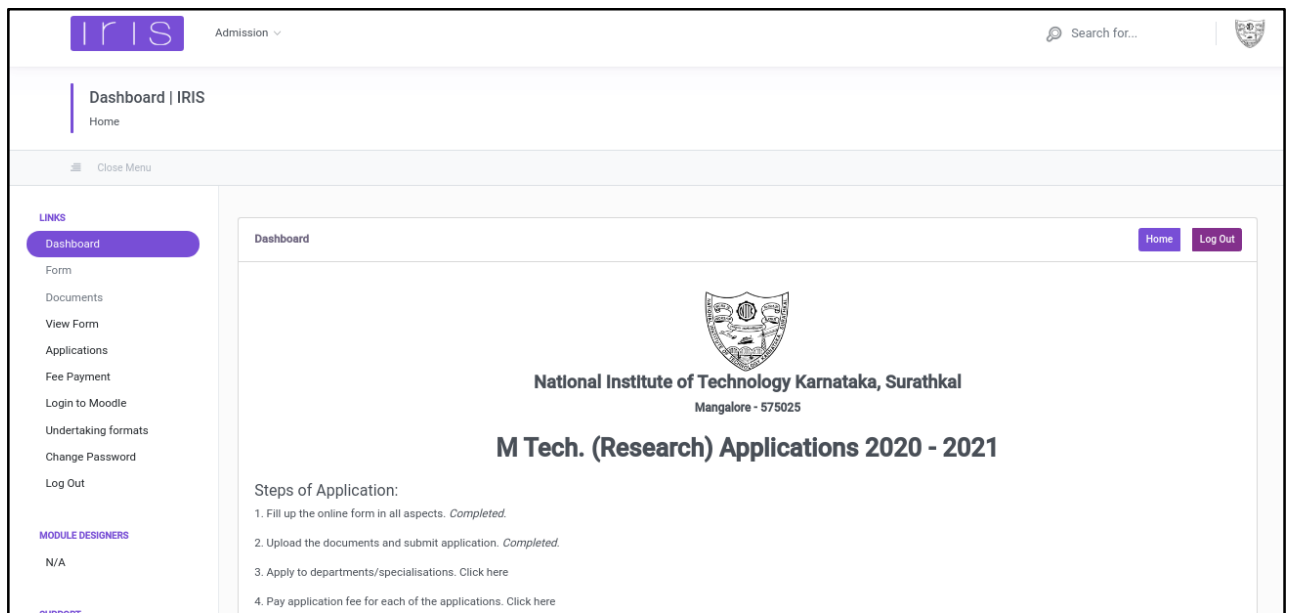 Iris
Admission
Search for...
Dashboard | IRIS
Home
Close Menu
LINKS
Dashboard
Form
Documents
View Form
Applications
Fee Payment
Login to Moodle
Undertaking formats
Change Password
Log Out
MODULE DESIGNERS
N/A
SUPPORT
Dashboard
Home
Log Out
National Institute of Technology Karnataka, Surathkal
Mangalore - 575025
M Tech. (Research) Applications 2020 - 2021
Steps of Application:
1. Fill up the online form in all aspects. Completed.
2. Upload the documents and submit application. Completed.
3. Apply to departments/specialisations. Click here
4. Pay application fee for each of the applications. Click here